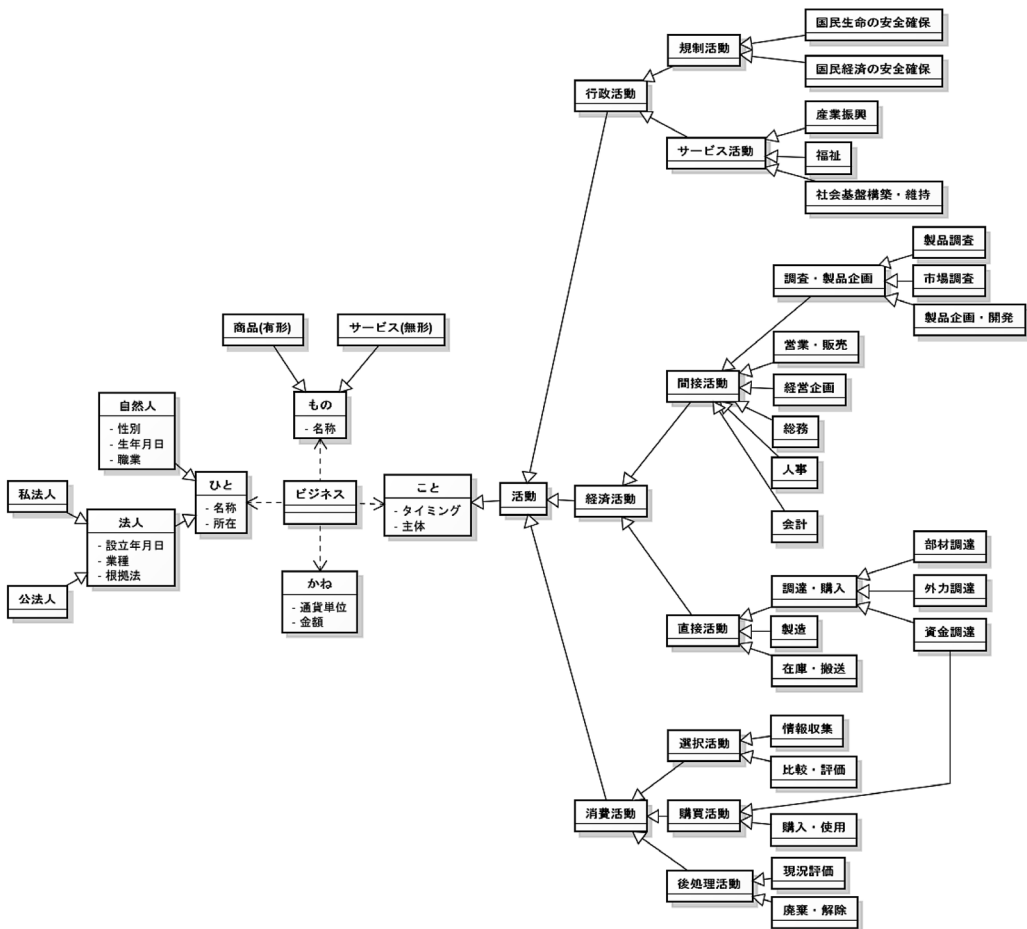 国民生命の安全確保
規制活動
国民経済の安全確保
行政活動
産業振興
サービス活動
福祉
社会基盤構築・維持
製品調査
調査・製品企画
市場調査
製品企画・開発
商品(有形)
サービス(無形)
営業・販売
間接活動
経営企画
もの
- 名称
総務
自然人
- 性別
- 生年月日
- 職業
人事
私法人
ひと
- 名称
- 所在
ビジネス
こと
- タイミング
- 主体
活動
経済活動
会計
法人
- 設立年月日
- 業種
- 根拠法
公法人
かね
- 通貨単位
- 金額
部材調達
調達・購入
外力調達
直接活動
製造
資金調達
在庫・搬送
情報収集
選択活動
比較・評価
消費活動
購買活動
購入・使用
現況評価
後処理活動
廃棄・解除